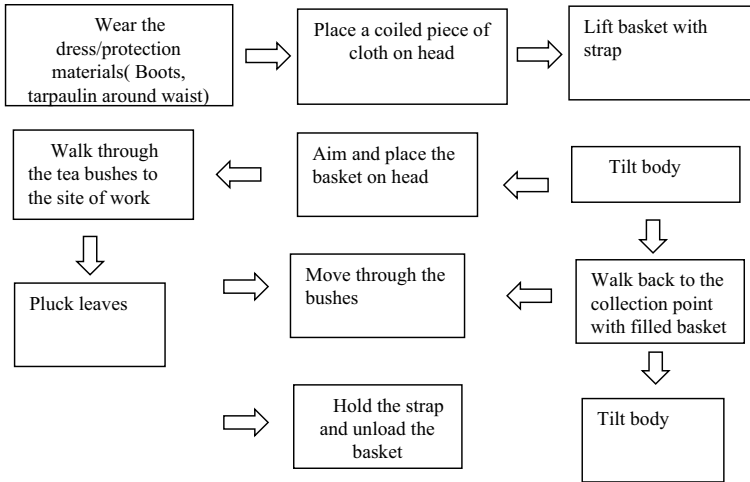 Wear the
dress/protection
materials( Boots,
tarpaulin around waist)
Place a coiled piece of
cloth on head
Lift basket with
strap
Walk through
the tea bushes to
the site of work
Aim and place the
basket on head
Tilt body
Pluck leaves
Move through the
bushes
Walk back to the
collection point
with filled basket
Hold the strap
and unload the
basket
Tilt body